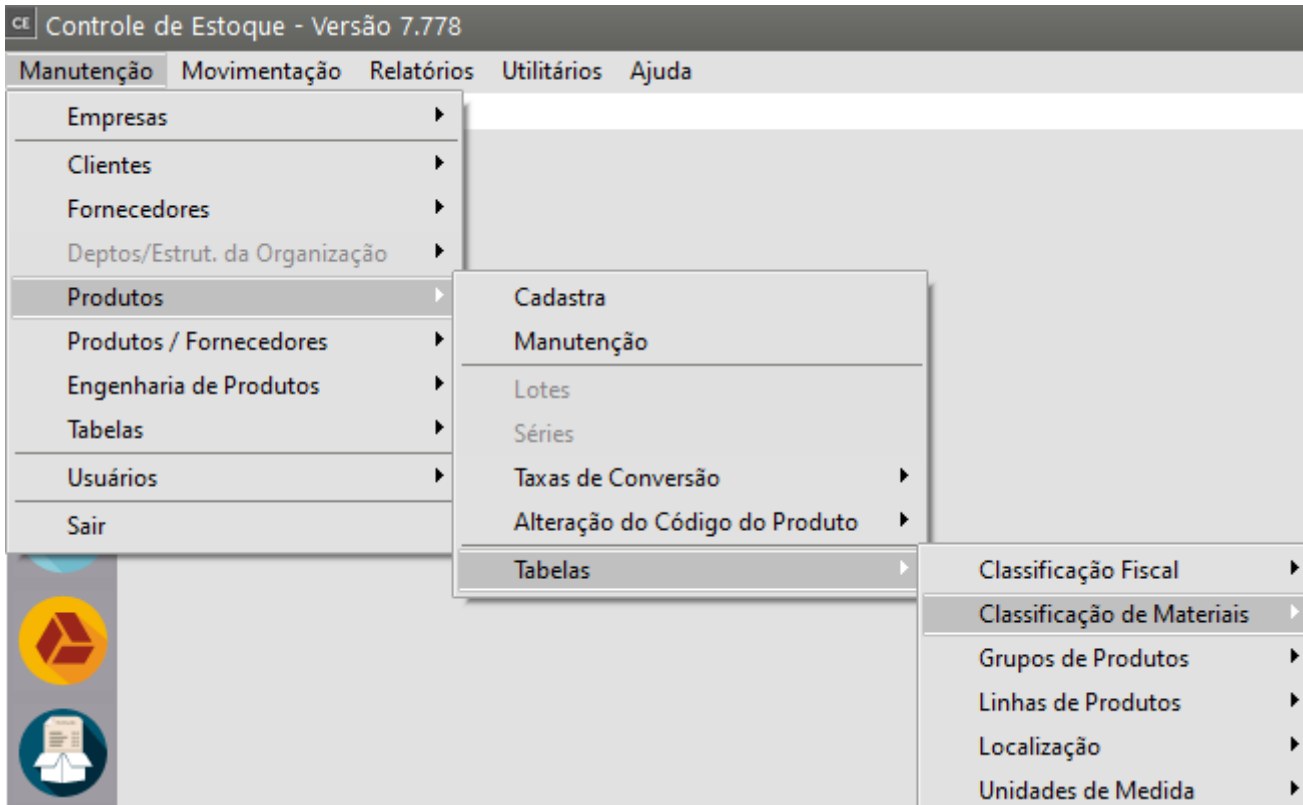 CE Controle de Estoque - Versão 7.778
Manutenção Movimentação Relatórios Utilitários Ajuda
Empresas
Clientes
Fornecedores
Deptos/Estrut. da Organização
Produtos
Produtos / Fornecedores
Engenharia de Produtos
Tabelas
Usuários
Sair
Cadastra
Manutenção
Lotes
Séries
Taxas de Conversão
Alteração do Código do Produto
Tabelas
Classificação Fiscal
Classificação de Materiais
Grupos de Produtos
Linhas de Produtos
Localização
Unidades de Medida